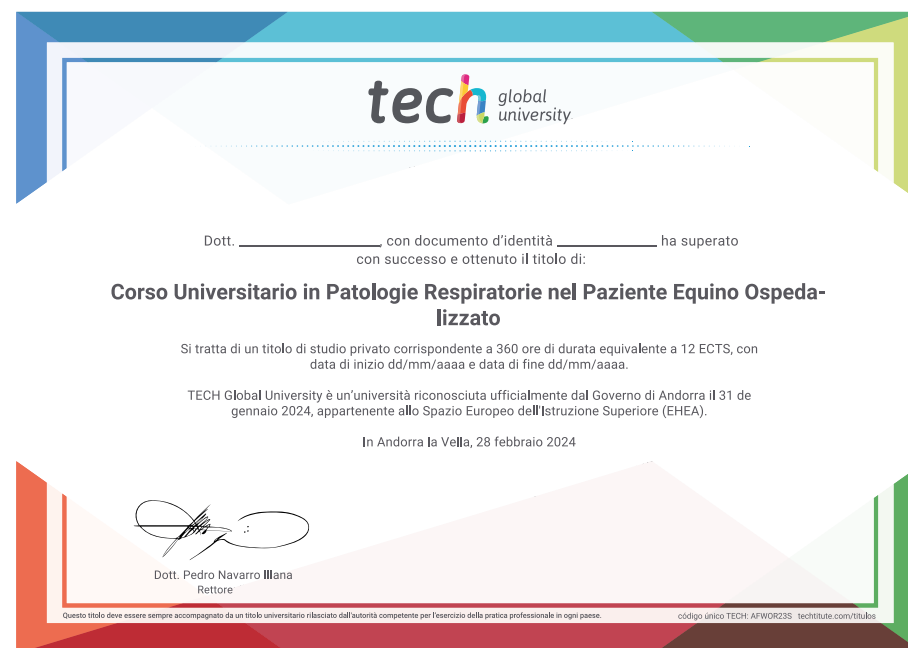 tech global university
Dott. ____________________, con documento d'identità ______________ ha superato
con successo e ottenuto il titolo di:
Corso Universitario in Patologie Respiratorie nel Paziente Equino Ospeda-
lizzato
Si tratta di un titolo di studio privato corrispondente a 360 ore di durata equivalente a 12 ECTS, con
data di inizio dd/mm/aaaa e data di fine dd/mm/aaaa.
TECH Global University è un'università riconosciuta ufficialmente dal Governo di Andorra il 31 de
gennaio 2024, appartenente allo Spazio Europeo dell'Istruzione Superiore (EHEA).
In Andorra la Vella, 28 febbraio 2024
Dott. Pedro Navarro Illana
Rettore
Questo titolo deve essere sempre accompagnato da un titolo universitario rilasciato dall'autorità competente per l'esercizio della pratica professionale in ogni paese.
código único TECH: AFWOR23S techtitute.com/titulos